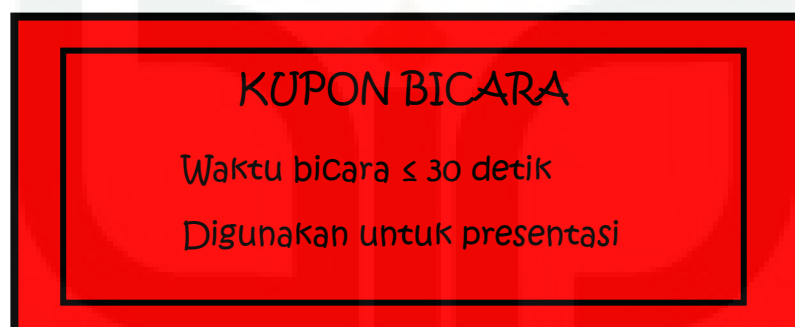 KUPON BICARA
Waktu bicara ≤ 30 detik
Digunakan untuk presentasi